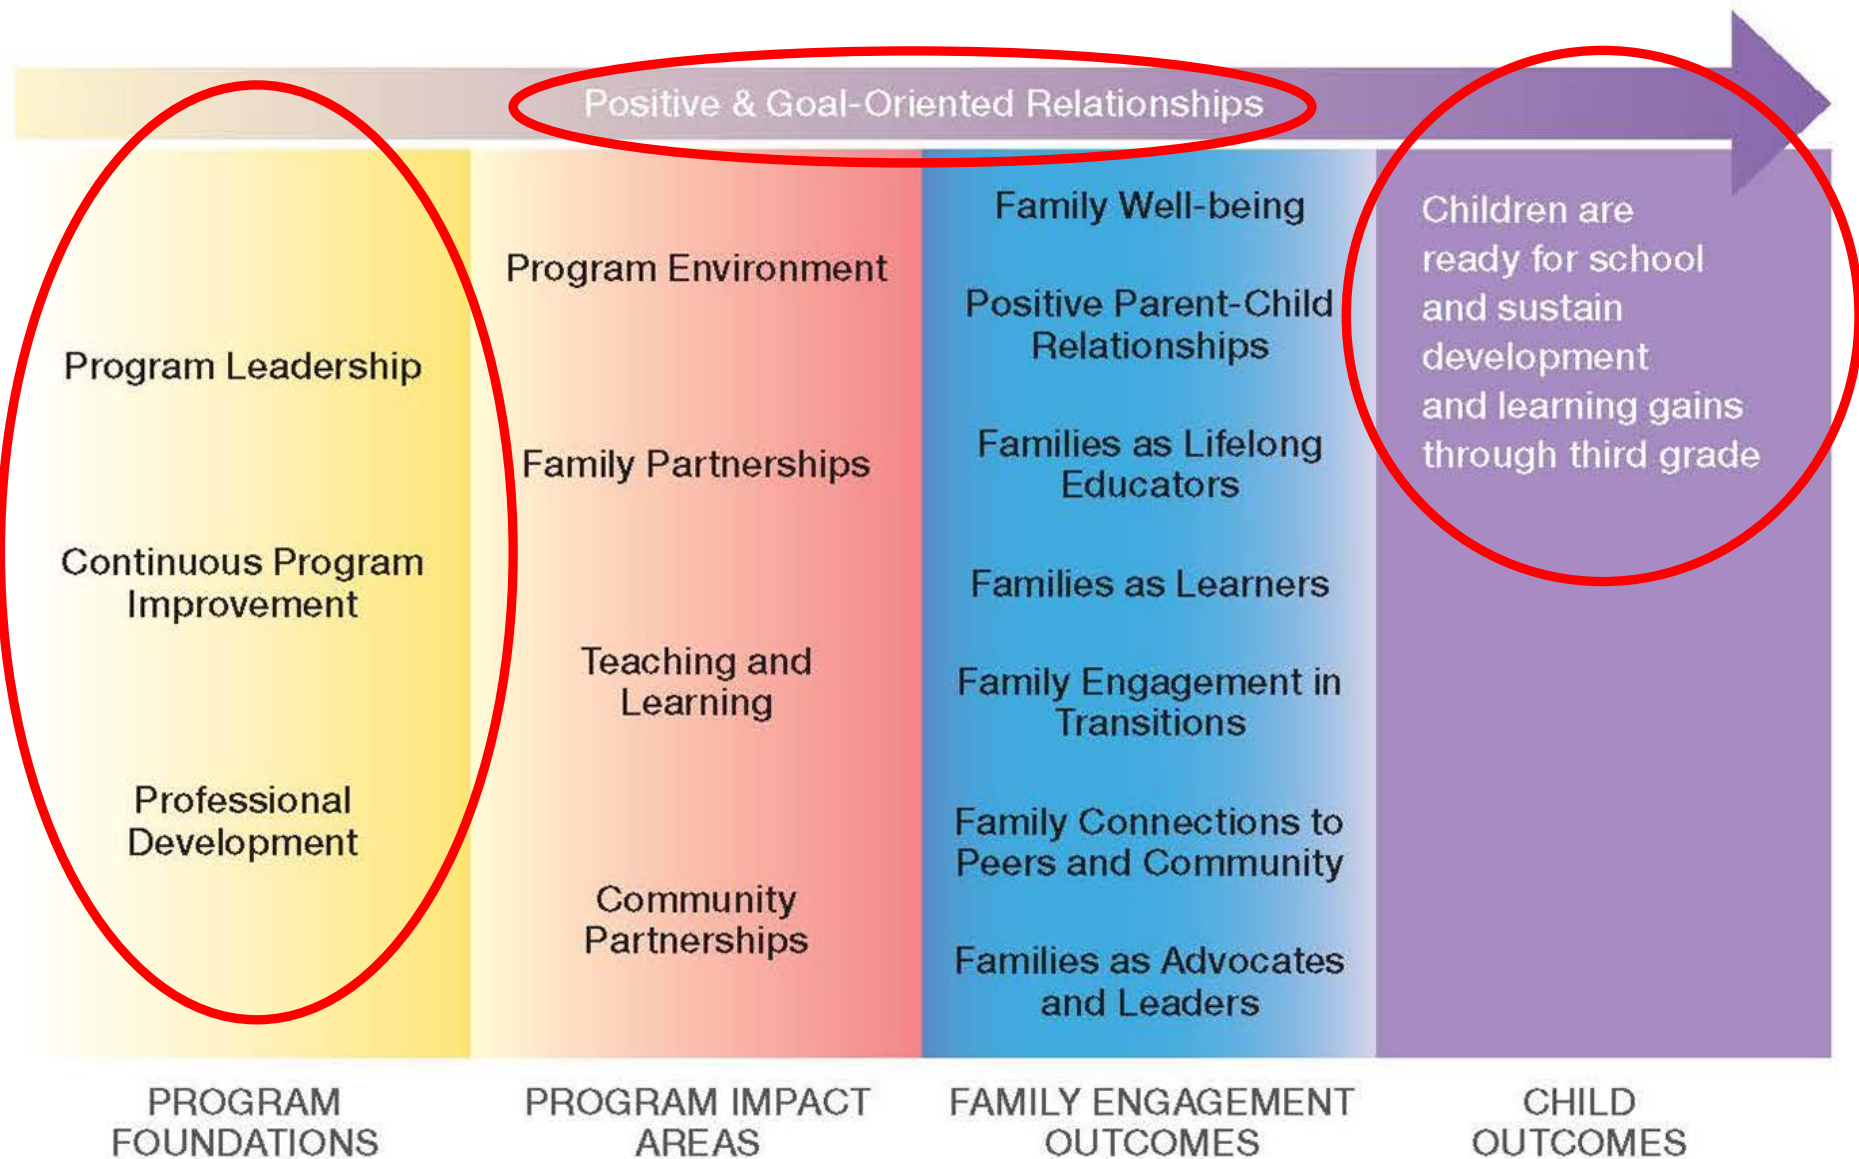 Positive & Goal-Oriented Relationships
Program Leadership
Continuous Program
Improvement
Professional
Development
PROGRAM
FOUNDATIONS
Program Environment
Family Partnerships
Teaching and
Learning
Community
Partnerships
PROGRAM IMPACT
AREAS
Family Well-being
Positive Parent-Child
Relationships
Families as Lifelong
Educators
Families as Learners
Family Engagement in
Transitions
Family Connections to
Peers and Community
Families as Advocates
and Leaders
FAMILY ENGAGEMENT
OUTCOMES
Children are
ready for school
and sustain
development
and learning gains
through third grade
CHILD
OUTCOMES